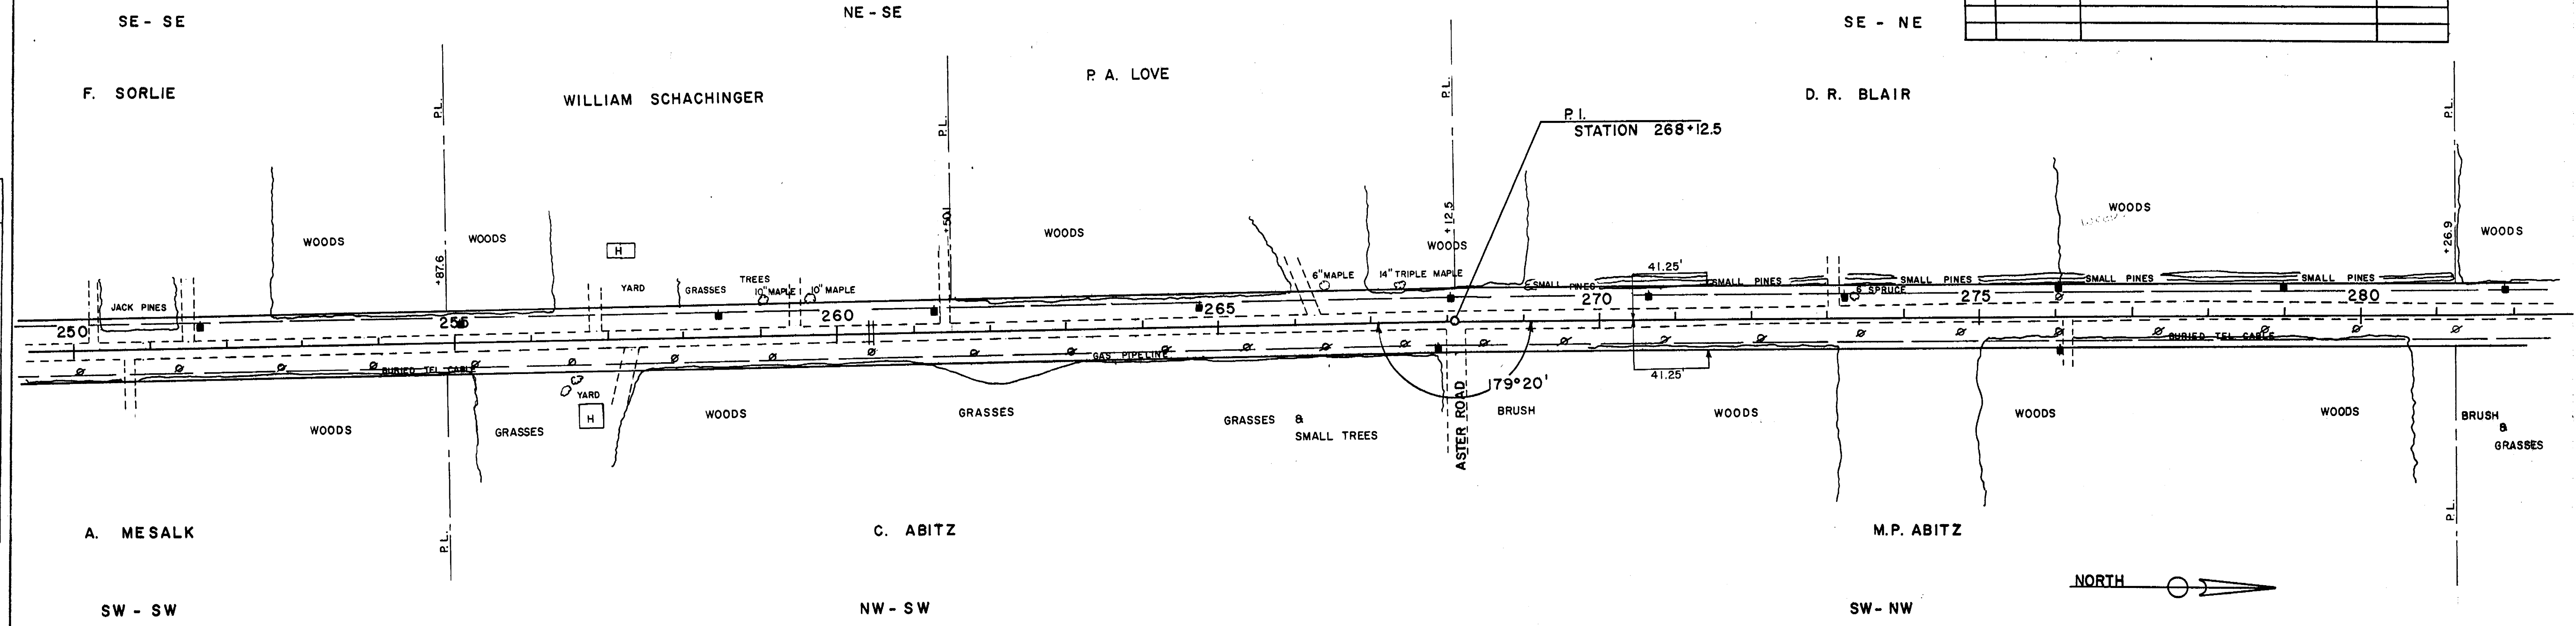 SE - SE
NE - SE
SE - NE
F. SORLIE
WILLIAM SCHACHINGER
P. A. LOVE
D. R. BLAIR
P.L.
P.L.
P.L.
P.L.
P.I.
STATION 268+12.5
+87.6
+50.1
+12.5
+26.9
WOODS
WOODS
H
WOODS
WOODS
WOODS
WOODS
JACK PINES
YARD
GRASSES
TREES
10" MAPLE
10" MAPLE
6" MAPLE
14" TRIPLE MAPLE
SMALL PINES
41.25'
SMALL PINES
6" SPRUCE
SMALL PINES
SMALL PINES
SMALL PINES
250
255
260
265
270
275
280
BURIED TEL CABLE
GAS PIPELINE
BURIED TEL. CABLE
41.25'
179°20'
YARD
H
WOODS
GRASSES
WOODS
GRASSES
GRASSES &
SMALL TREES
ASTER ROAD
BRUSH
WOODS
WOODS
WOODS
BRUSH
&
GRASSES
A. MESALK
P.L.
C. ABITZ
M.P. ABITZ
P.L.
NORTH
SW - SW
NW - SW
SW - NW